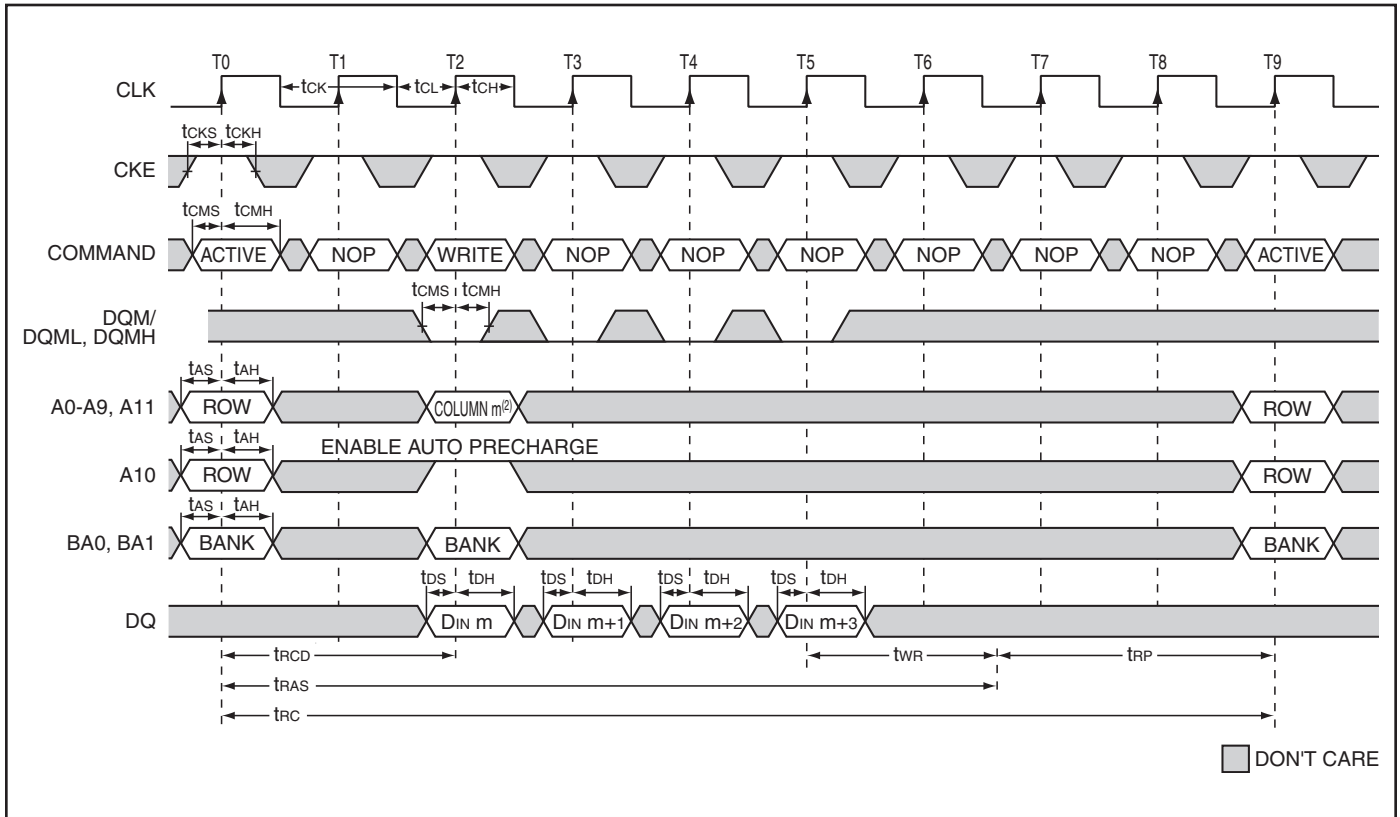 T0 T1 T2 T3 T4 T5 T6 T7 T8 T9
CLK tCK tCL tCH
tCKS tCKH
CKE
tCMS tCMH
COMMAND ACTIVE NOP WRITE NOP NOP NOP NOP NOP NOP ACTIVE
tCMS tCMH
DQM/
DQML, DQMH
tAS tAH
A0-A9, A11 ROW COLUMN m(2) ROW
tAS tAH ENABLE AUTO PRECHARGE
A10 ROW ROW
tAS tAH
BA0, BA1 BANK BANK BANK
tDS tDH tDS tDH tDS tDH tDS tDH
DQ DIN m DIN m+1 DIN m+2 DIN m+3
tRCD tWR tRP
tRAS
tRC
DON'T CARE